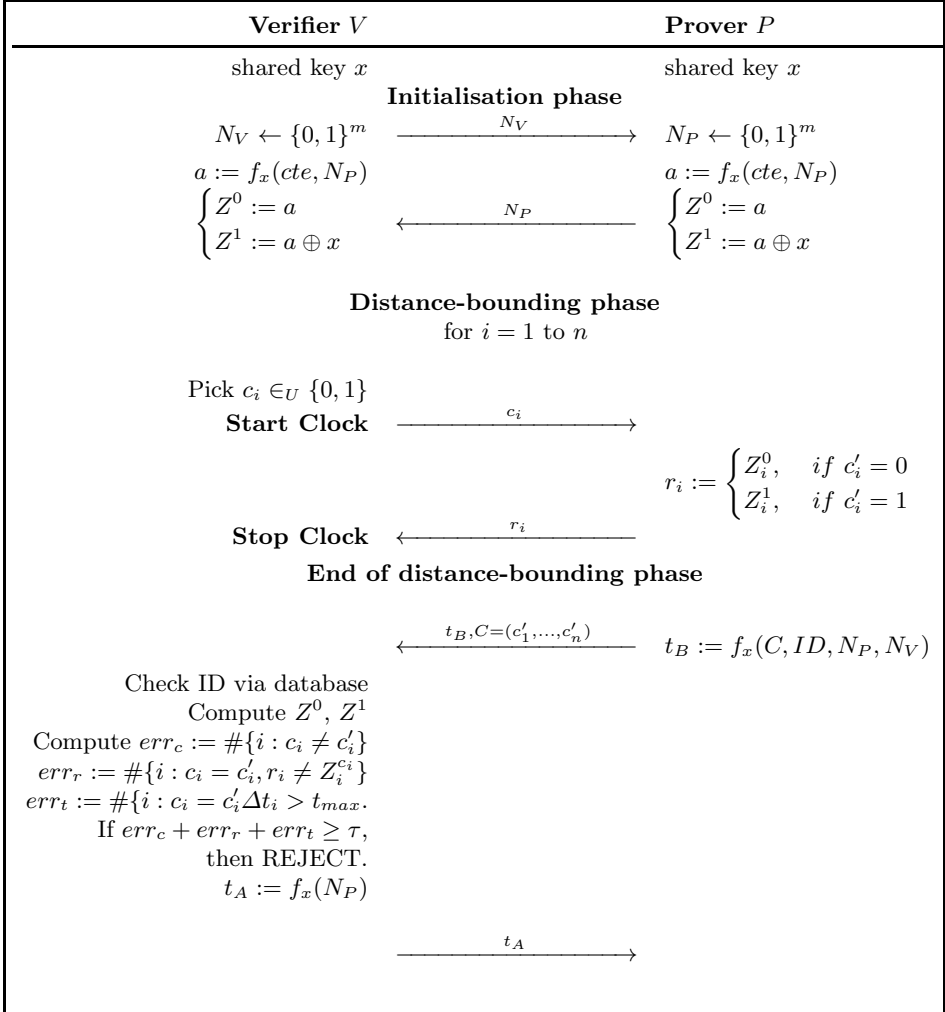 Verifier V Prover P
shared key x shared key x
Initialisation phase
N_V ← {0, 1}^m N_V N_P ← {0, 1}^m
a := f_x(cte, N_P) a := f_x(cte, N_P)
{ Z^0 := a N_P { Z^0 := a
Z^1 := a ⊕ x Z^1 := a ⊕ x
Distance-bounding phase
for i = 1 to n
Pick c_i ∈_U {0, 1}
Start Clock c_i
r_i := { Z_i^0, if c'_i = 0
Z_i^1, if c'_i = 1
Stop Clock r_i
End of distance-bounding phase
t_B, C=(c'_1,...,c'_n) t_B := f_x(C, ID, N_P, N_V)
Check ID via database
Compute Z^0, Z^1
Compute err_c := #{i : c_i ≠ c'_i}
err_r := #{i : c_i = c'_i, r_i ≠ Z_i^{c_i}}
err_t := #{i : c_i = c'_i Δt_i > t_max.
If err_c + err_r + err_t ≥ τ,
then REJECT.
t_A := f_x(N_P)
t_A